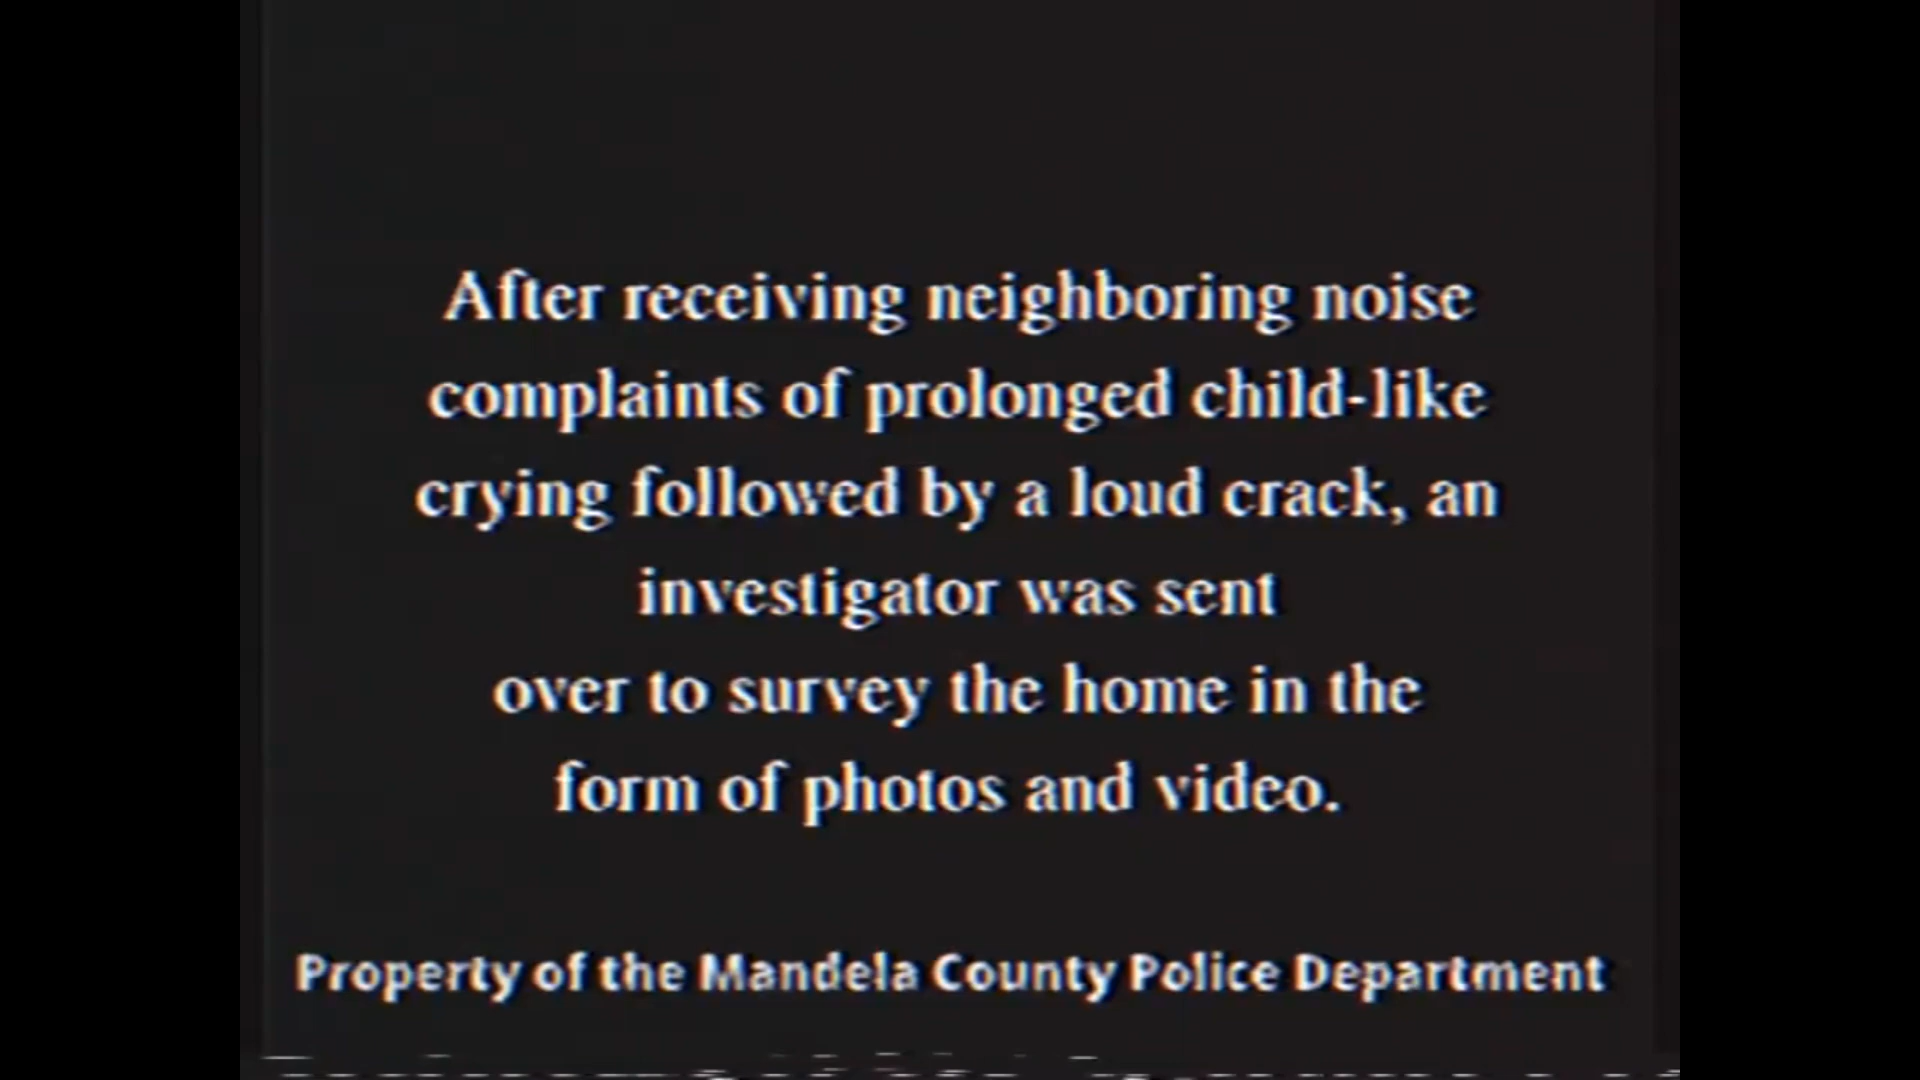 After receiving neighboring noise
complaints of prolonged child-like
crying followed by a loud crack, an
investigator was sent
over to survey the home in the
form of photos and video.
Property of the Mandela County Police Department